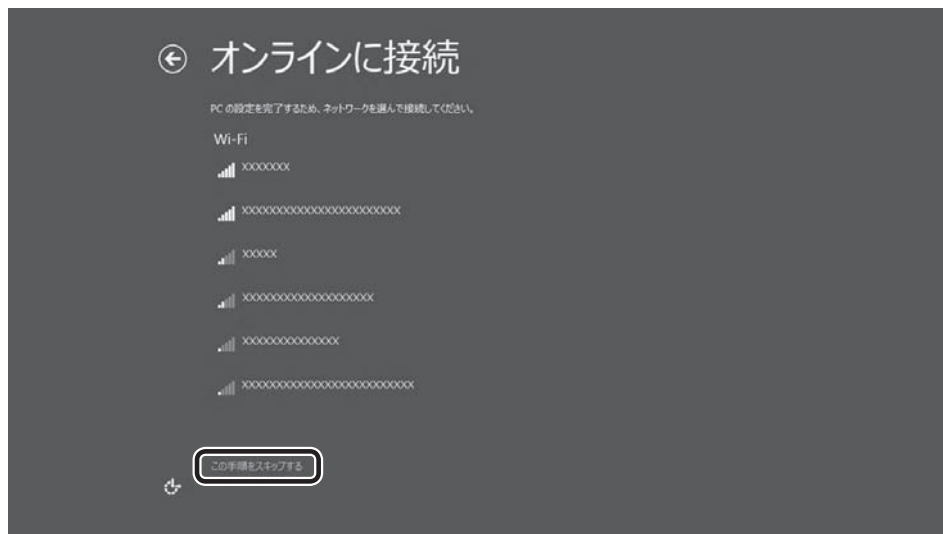 オンラインに接続
PC の設定を完了するため、ネットワークを選んで接続してください。
Wi-Fi
XXXXXXX
XXXXXXXXXXXXXXXXXXXXXXX
XXXXX
XXXXXXXXXXXXXXXXXXX
XXXXXXXXXXXXXX
XXXXXXXXXXXXXXXXXXXXXXXXX
この手順をスキップする